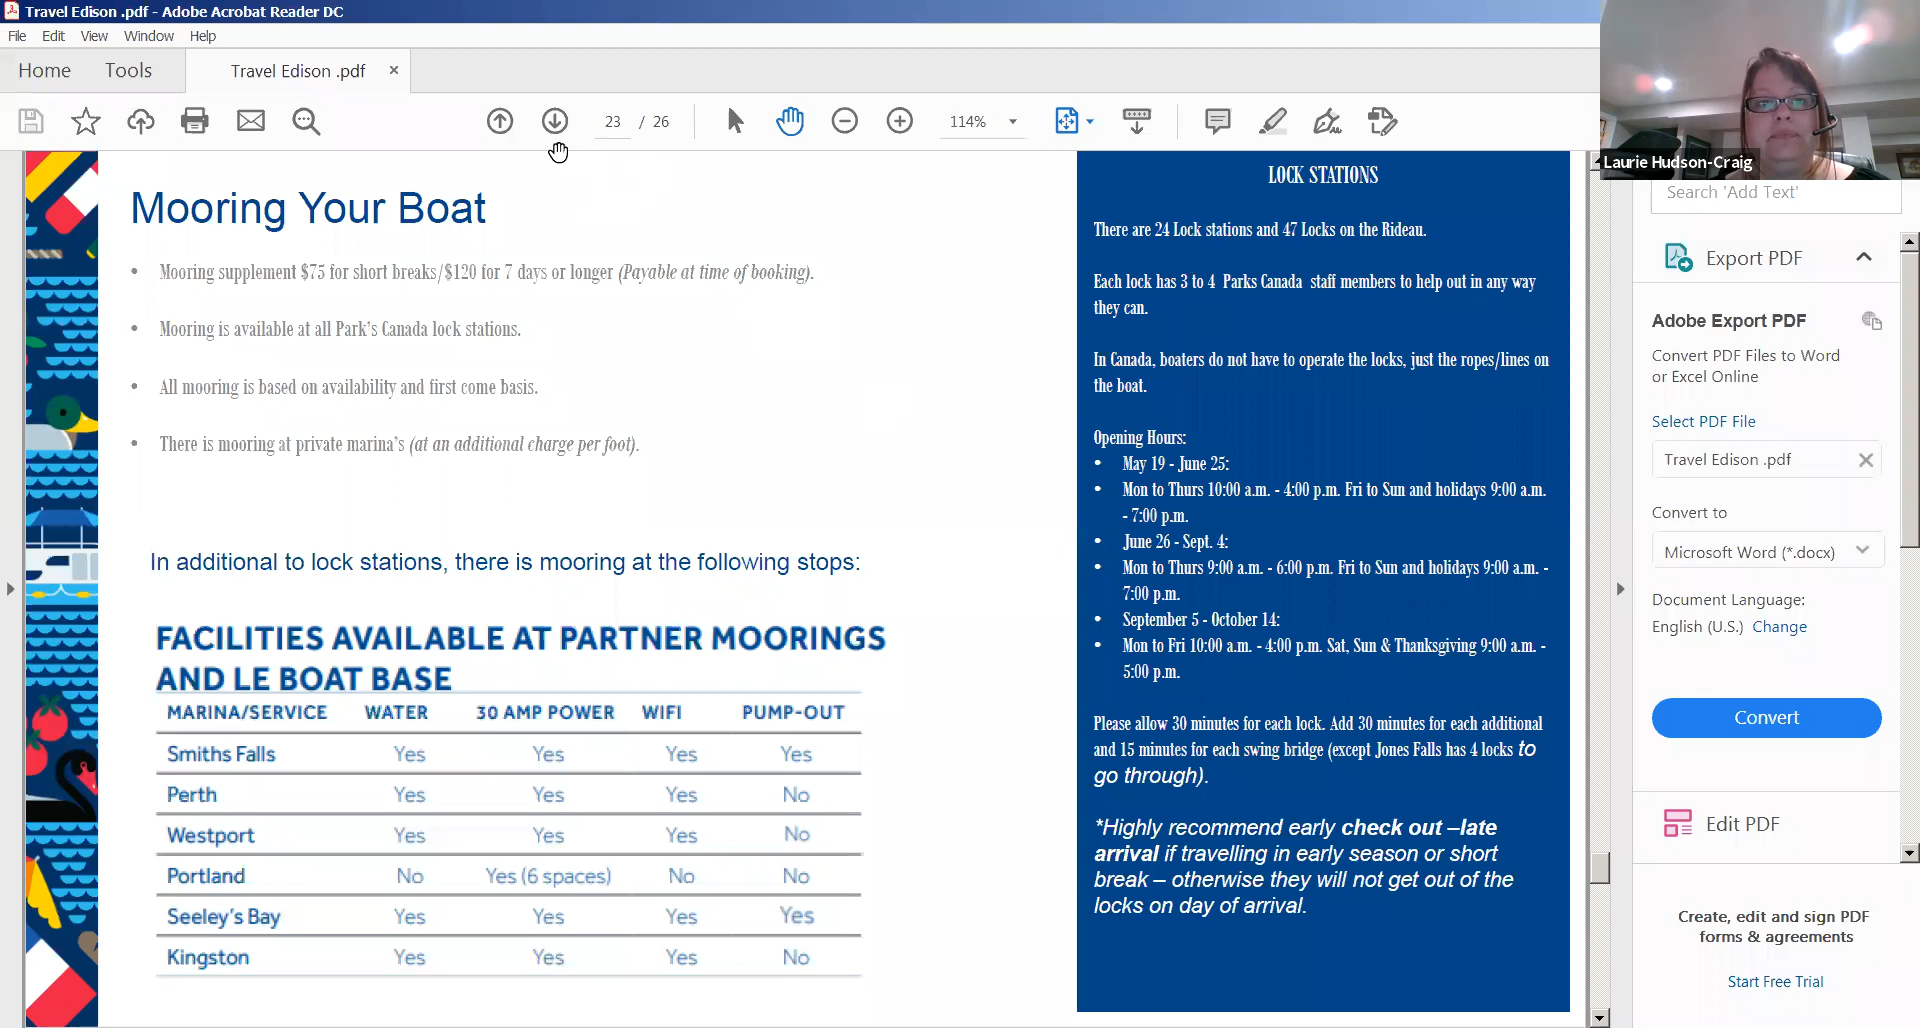 Travel Edison .pdf - Adobe Acrobat Reader DC
File Edit View Window Help
Home Tools Travel Edison .pdf ×
23 / 26 114%
Laurie Hudson-Craig
Mooring Your Boat
• Mooring supplement $75 for short breaks/$120 for 7 days or longer (Payable at time of booking).
• Mooring is available at all Park's Canada lock stations.
• All mooring is based on availability and first come basis.
• There is mooring at private marina's (at an additional charge per foot).
In additional to lock stations, there is mooring at the following stops:
FACILITIES AVAILABLE AT PARTNER MOORINGS
AND LE BOAT BASE
MARINA/SERVICE WATER 30 AMP POWER WIFI PUMP-OUT
Smiths Falls Yes Yes Yes Yes
Perth Yes Yes Yes No
Westport Yes Yes Yes No
Portland No Yes (6 spaces) No No
Seeley's Bay Yes Yes Yes Yes
Kingston Yes Yes Yes No
LOCK STATIONS
There are 24 Lock stations and 47 Locks on the Rideau.
Each lock has 3 to 4 Parks Canada staff members to help out in any way
they can.
In Canada, boaters do not have to operate the locks, just the ropes/lines on
the boat.
Opening Hours:
• May 19 - June 25:
• Mon to Thurs 10:00 a.m. - 4:00 p.m. Fri to Sun and holidays 9:00 a.m.
- 7:00 p.m.
• June 26 - Sept. 4:
• Mon to Thurs 9:00 a.m. - 6:00 p.m. Fri to Sun and holidays 9:00 a.m. -
7:00 p.m.
• September 5 - October 14:
• Mon to Fri 10:00 a.m. - 4:00 p.m. Sat, Sun & Thanksgiving 9:00 a.m. -
5:00 p.m.
Please allow 30 minutes for each lock. Add 30 minutes for each additional
and 15 minutes for each swing bridge (except Jones Falls has 4 locks to
go through).
*Highly recommend early check out –late
arrival if travelling in early season or short
break – otherwise they will not get out of the
locks on day of arrival.
Search 'Add Text'
Export PDF
Adobe Export PDF
Convert PDF Files to Word
or Excel Online
Select PDF File
Travel Edison .pdf
Convert to
Microsoft Word (*.docx)
Document Language:
English (U.S.) Change
Convert
Edit PDF
Create, edit and sign PDF
forms & agreements
Start Free Trial